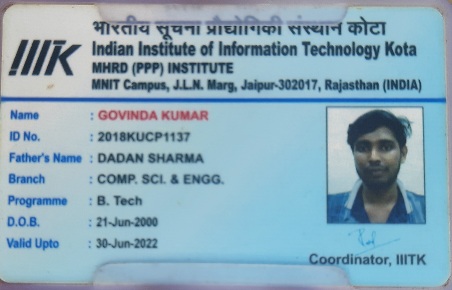 भारतीय सूचना प्रौद्योगिकी संस्थान कोटा
IIITK
Indian Institute of Information Technology Kota
MHRD (PPP) INSTITUTE
MNIT Campus, J.L.N. Marg, Jaipur-302017, Rajasthan (INDIA)
Name : GOVINDA KUMAR
ID No. : 2018KUCP1137
Father's Name : DADAN SHARMA
Branch : COMP. SCI. & ENGG.
Programme : B. Tech
D.O.B. : 21-Jun-2000
Valid Upto : 30-Jun-2022
Coordinator, IIITK